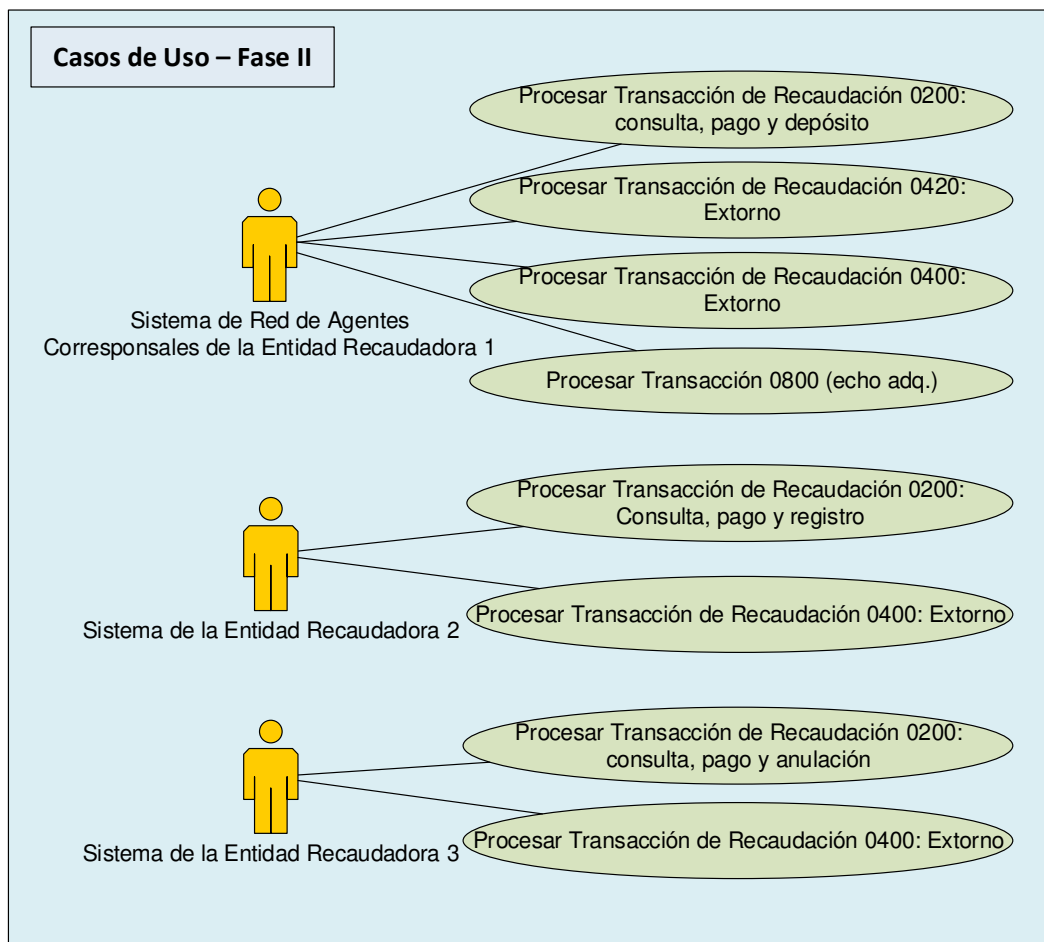 Casos de Uso – Fase II
Procesar Transacción de Recaudación 0200:
consulta, pago y depósito
Procesar Transacción de Recaudación 0420:
Extorno
Procesar Transacción de Recaudación 0400:
Extorno
Sistema de Red de Agentes
Corresponsales de la Entidad Recaudadora 1
Procesar Transacción 0800 (echo adq.)
Procesar Transacción de Recaudación 0200:
Consulta, pago y registro
Procesar Transacción de Recaudación 0400: Extorno
Sistema de la Entidad Recaudadora 2
Procesar Transacción de Recaudación 0200:
consulta, pago y anulación
Procesar Transacción de Recaudación 0400: Extorno
Sistema de la Entidad Recaudadora 3